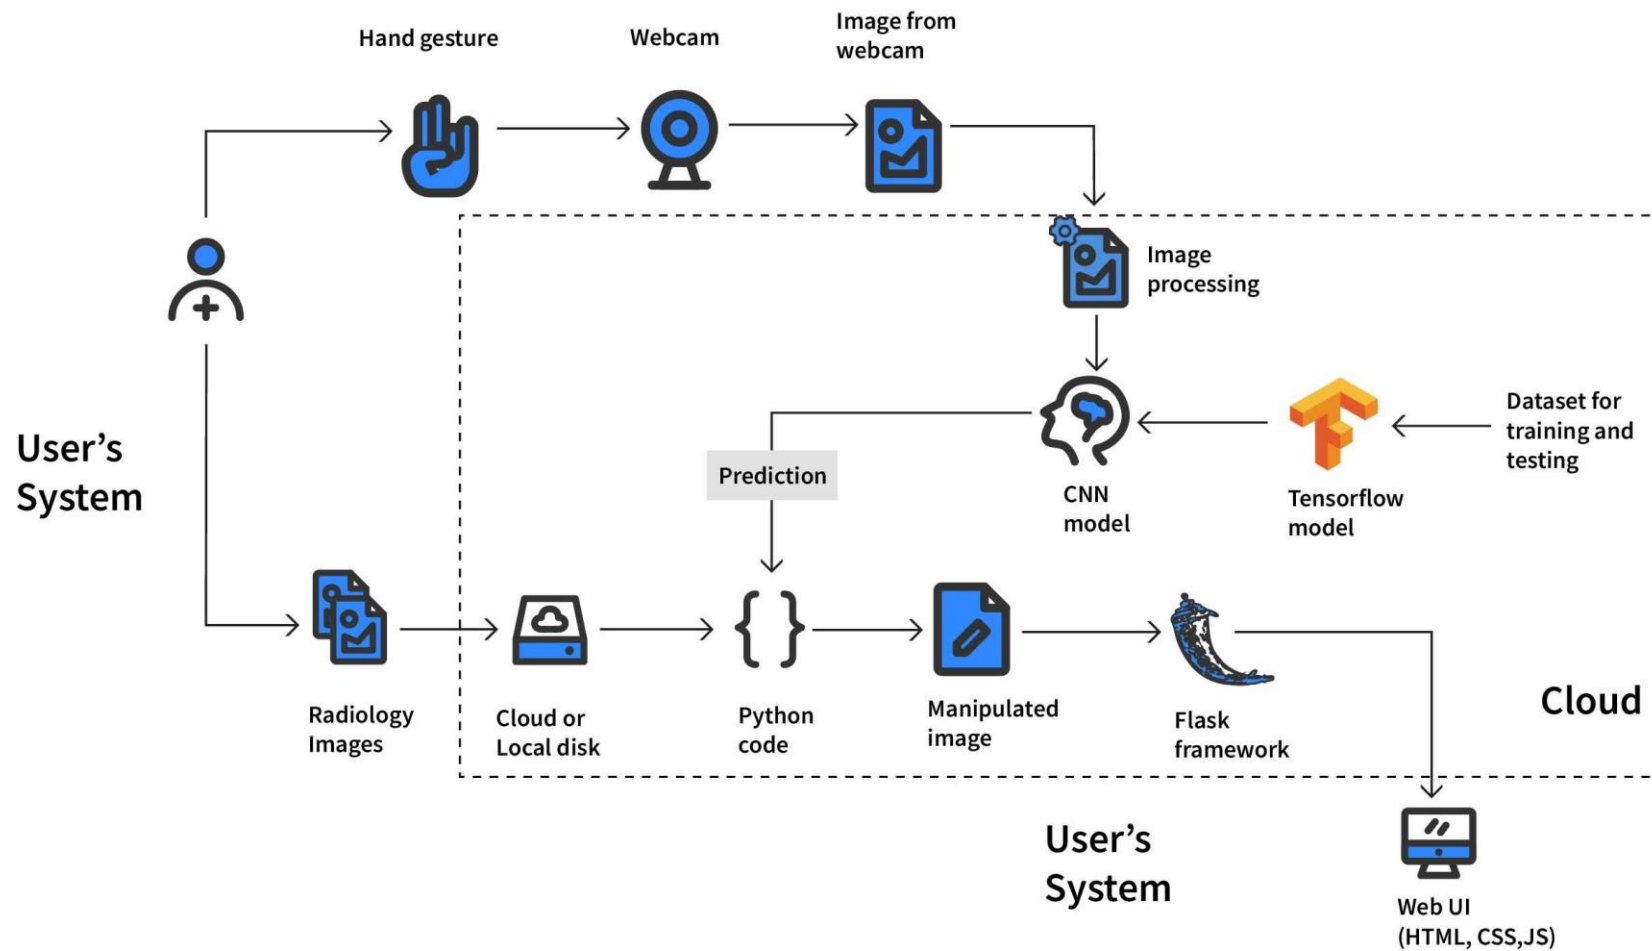 Hand gesture
Webcam
Image from
webcam
Image
processing
User's
System
Prediction
CNN
model
Tensorflow
model
Dataset for
training and
testing
Radiology
Images
Cloud or
Local disk
Python
code
Manipulated
image
Flask
framework
Cloud
User's
System
Web UI
(HTML, CSS,JS)